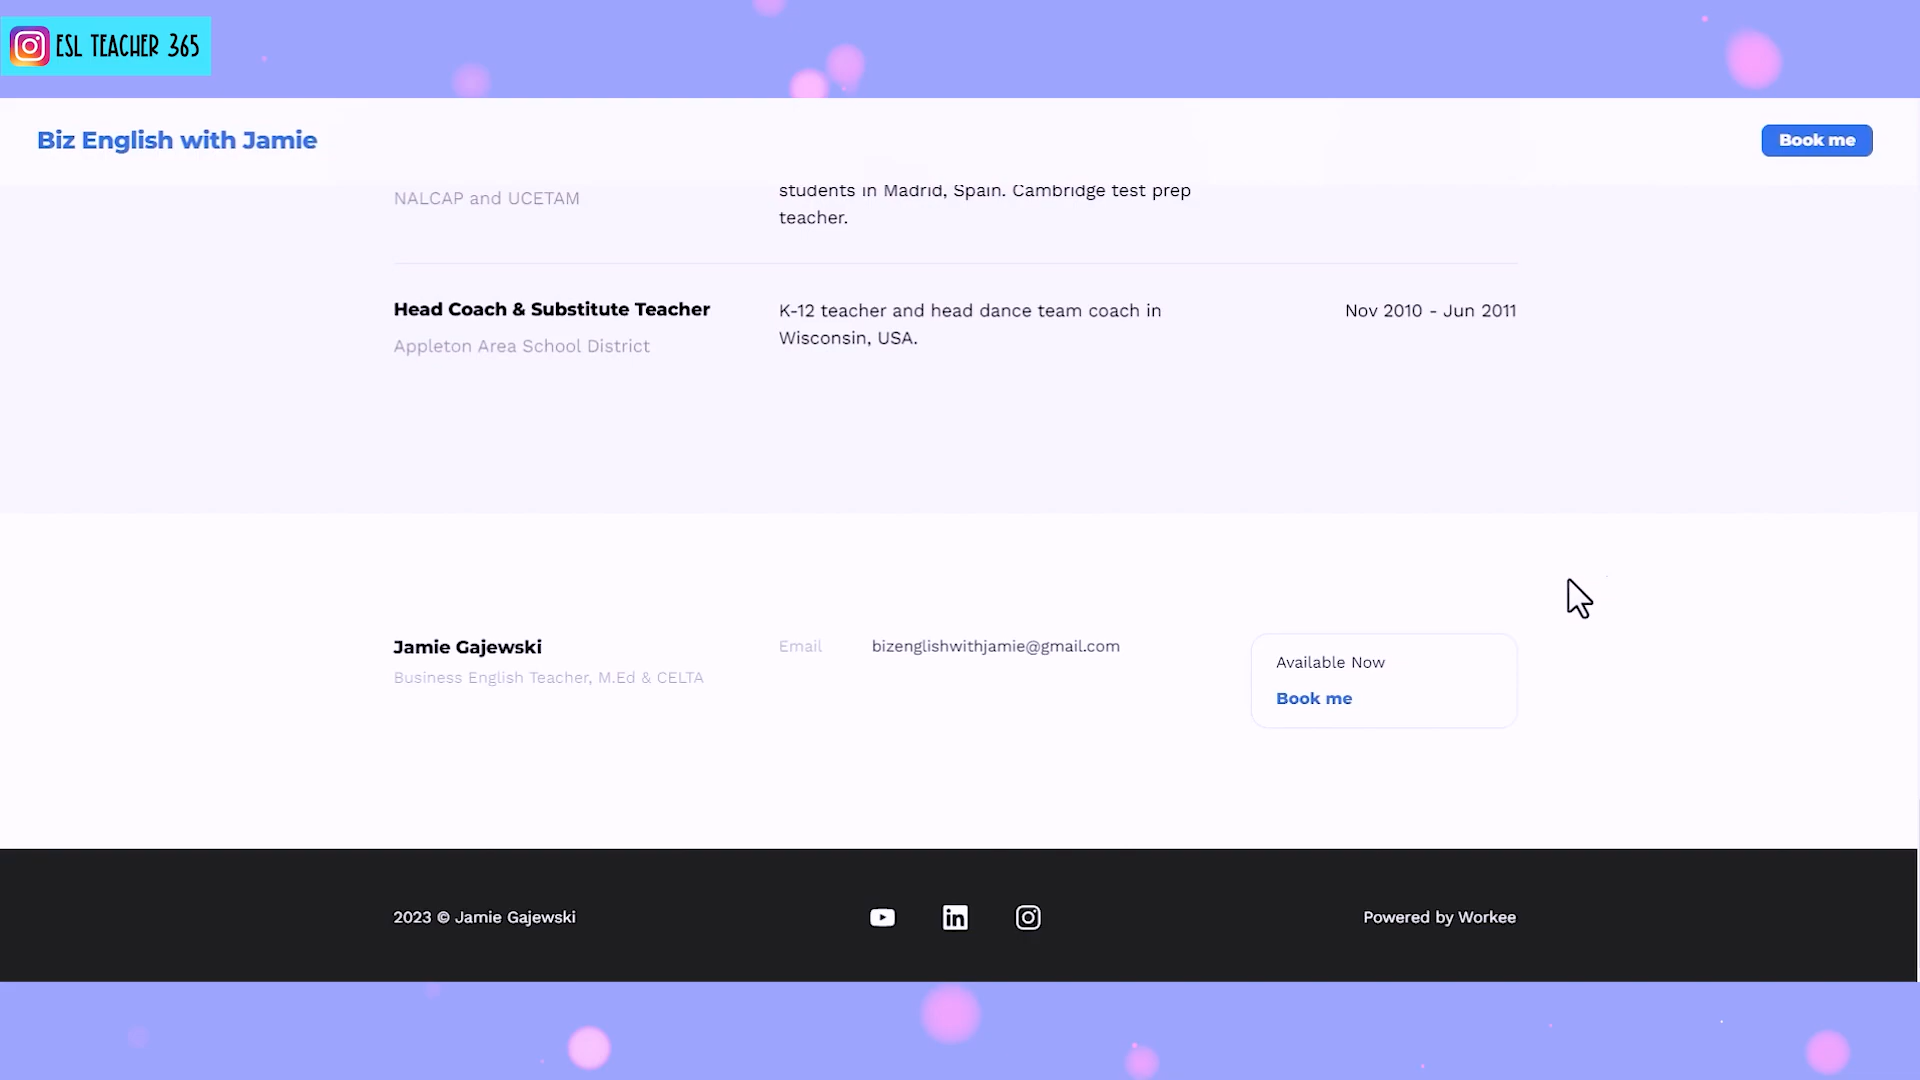 ESL TEACHER 365
Biz English with Jamie
Book me
NALCAP and UCETAM
students in Madrid, Spain. Cambridge test prep
teacher.
Head Coach & Substitute Teacher
Appleton Area School District
K-12 teacher and head dance team coach in
Wisconsin, USA.
Nov 2010 - Jun 2011
Jamie Gajewski
Business English Teacher, M.Ed & CELTA
Email
bizenglishwithjamie@gmail.com
Available Now
Book me
2023 © Jamie Gajewski
in
Powered by Workee